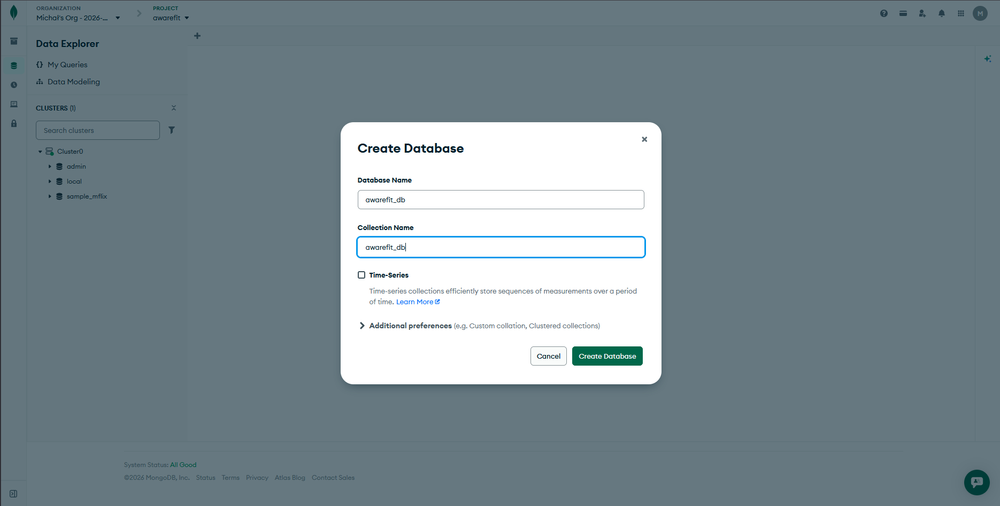 ORGANIZATION
Michał's Org - 2026-...
PROJECT
awarefit
M
Data Explorer
My Queries
Data Modeling
CLUSTERS (1)
Search clusters
Cluster0
admin
local
sample_mflix
Create Database
Database Name
awarefit_db
Collection Name
awarefit_db
Time-Series
Time-series collections efficiently store sequences of measurements over a period
of time. Learn More
Additional preferences (e.g. Custom collation, Clustered collections)
Cancel
Create Database
System Status: All Good
©2026 MongoDB, Inc. Status Terms Privacy Atlas Blog Contact Sales